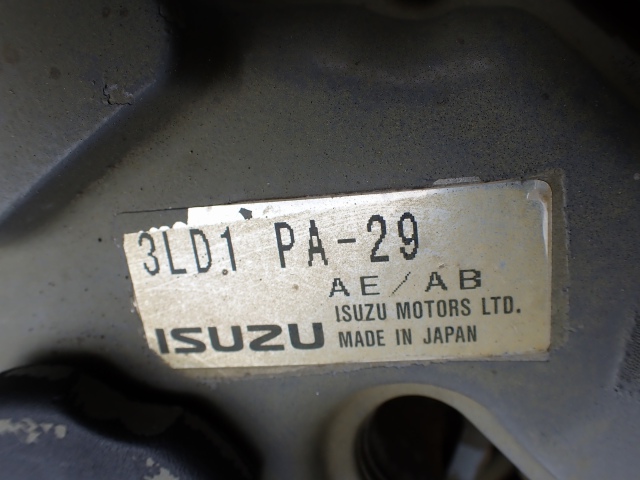 3LD1 PA-29
AE/AB
ISUZU MOTORS LTD.
ISUZU MADE IN JAPAN